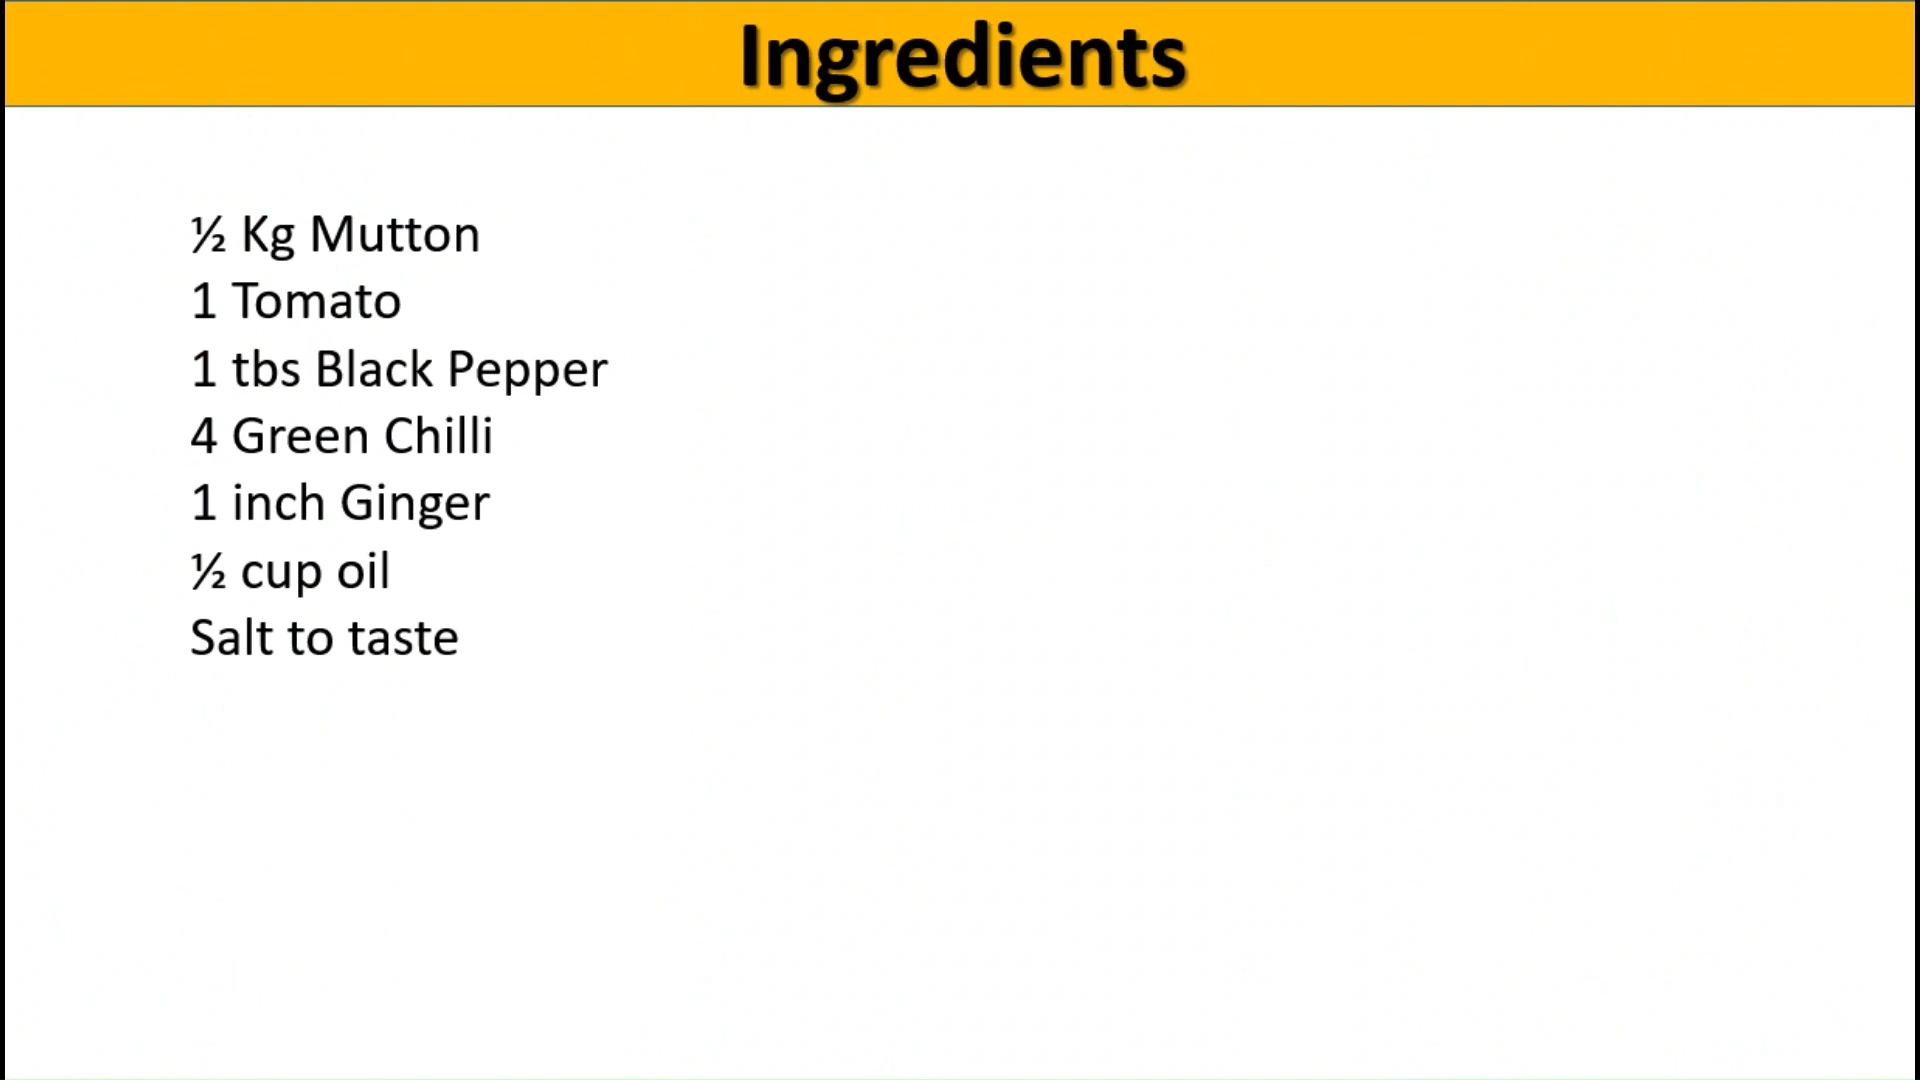 Ingredients
½ Kg Mutton
1 Tomato
1 tbs Black Pepper
4 Green Chilli
1 inch Ginger
½ cup oil
Salt to taste